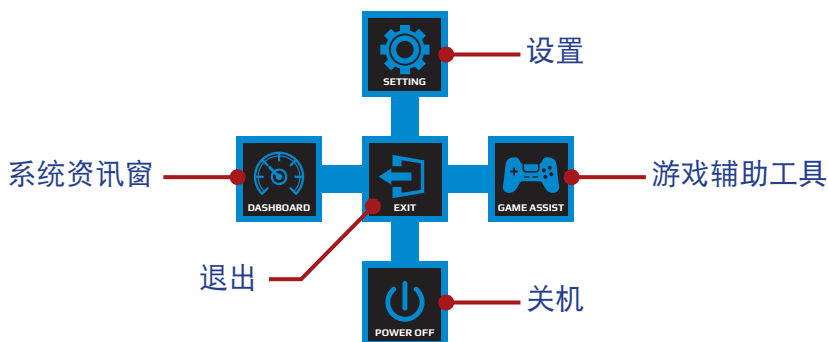 SETTING
设置
系统资讯窗
DASHBOARD
EXIT
GAME ASSIST
游戏辅助工具
退出
POWER OFF
关机